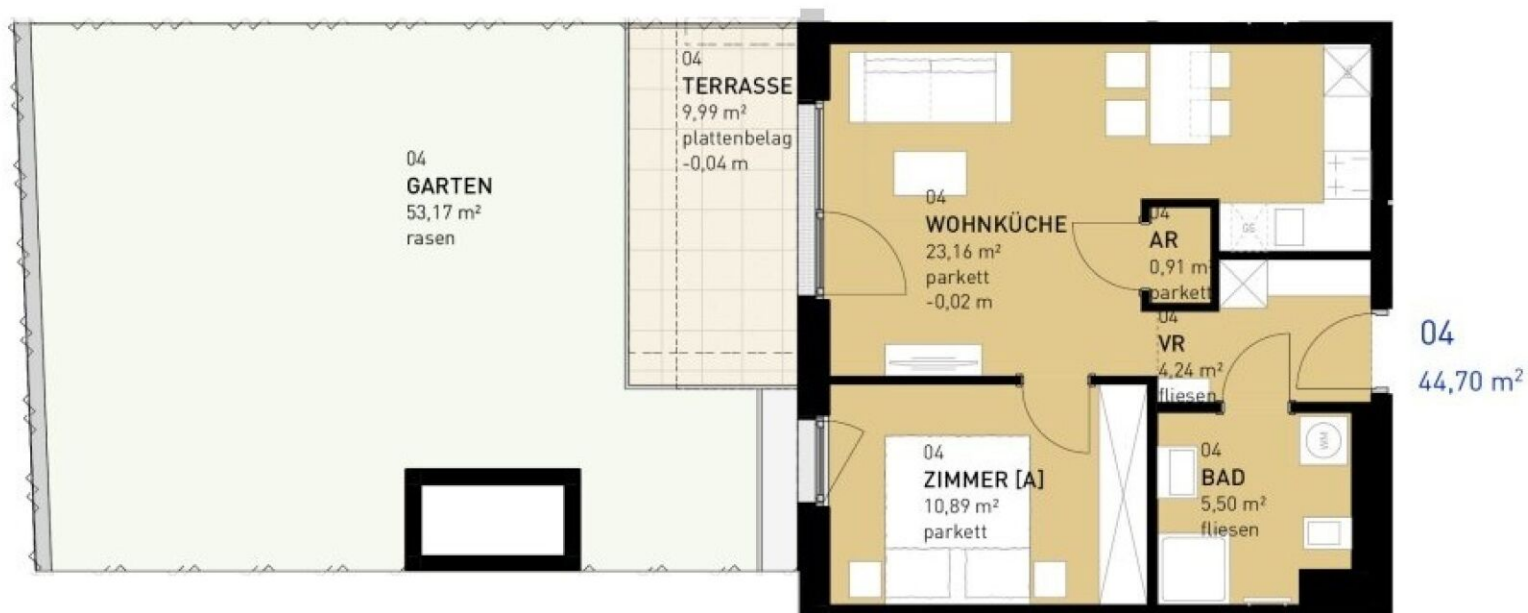 04
GARTEN
53,17 m²
rasen
04
TERRASSE
9,99 m²
plattenbelag
-0,04 m
04
WOHNKÜCHE
23,16 m²
parkett
-0,02 m
04
AR
0,91 m²
parkett
04
VR
4,24 m²
fliesen
04
44,70 m²
04
ZIMMER [A]
10,89 m²
parkett
04
BAD
5,50 m²
fliesen
WM
GS